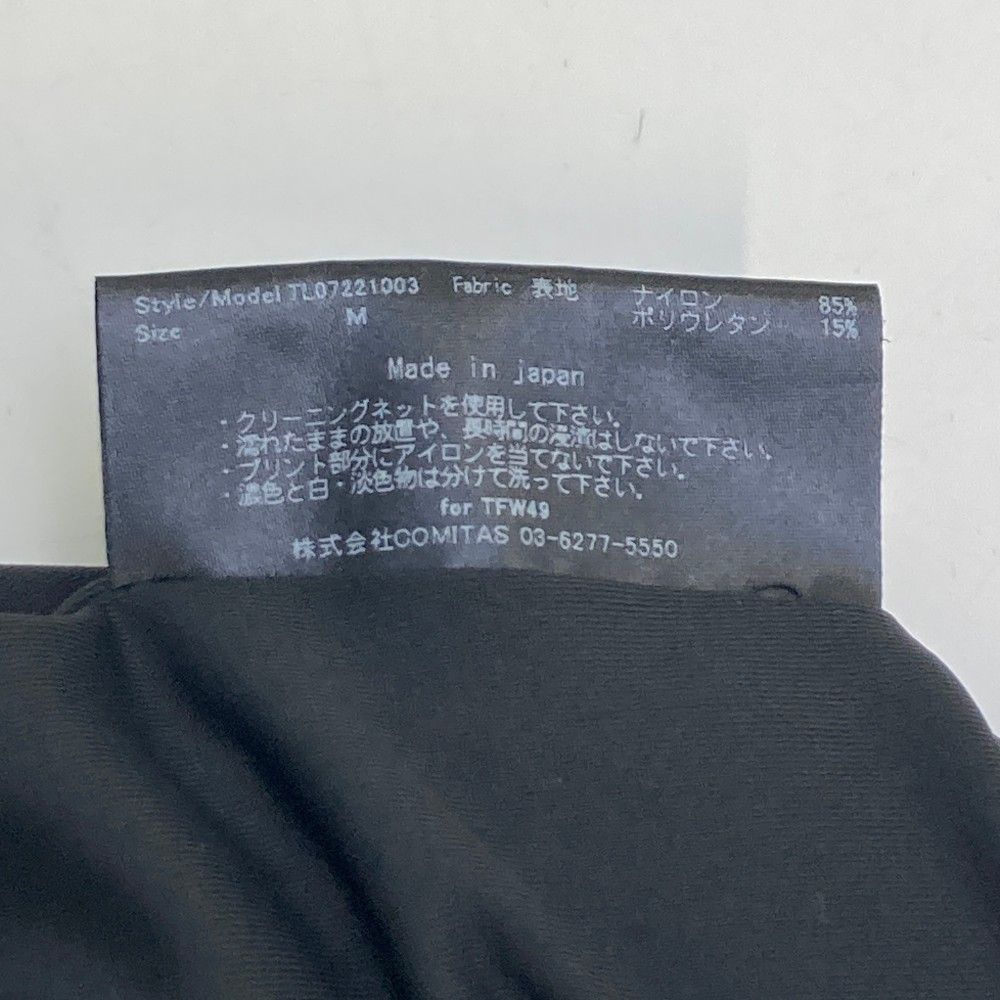 Style/Model TL07221003 Fabric 表地 ナイロン 85%
Size M ポリウレタン 15%
Made in japan
・クリーニングネットを使用して下さい。
・濡れたままの放置や、長時間の浸漬はしないで下さい。
・プリント部分にアイロンを当てないで下さい。
・濃色と白・淡色物は分けて洗って下さい。
for TFW49
株式会社COMITAS 03-6277-5550